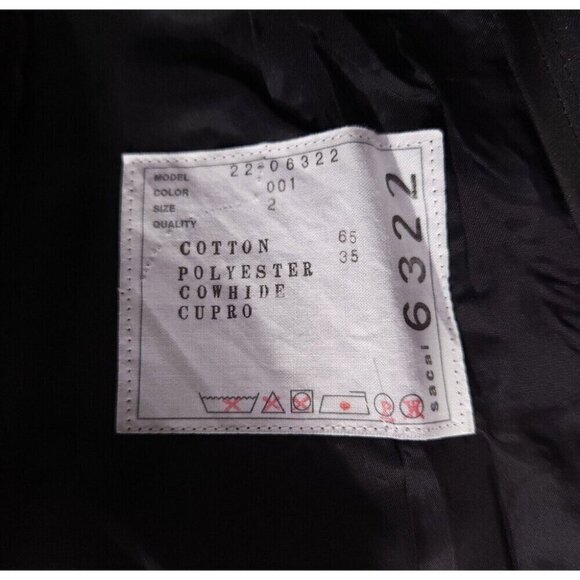 MODEL 22-06322
COLOR 001
SIZE 2
QUALITY
COTTON 65
POLYESTER 35
COWHIDE
CUPRO
P W
sacai 6322